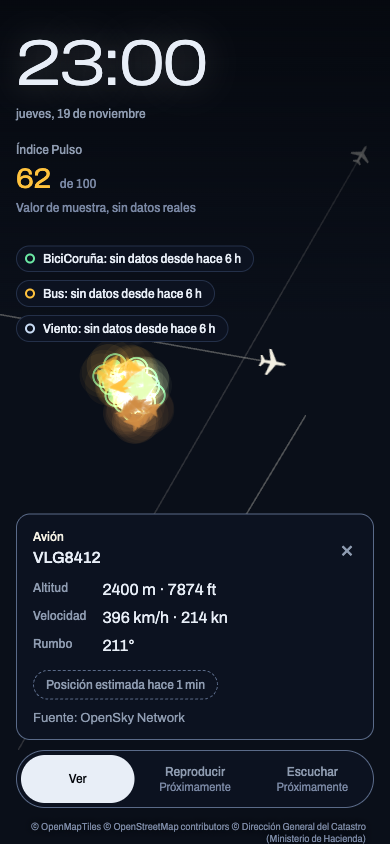 23:00
jueves, 19 de noviembre
Índice Pulso
62 de 100
Valor de muestra, sin datos reales
BiciCoruña: sin datos desde hace 6 h
Bus: sin datos desde hace 6 h
Viento: sin datos desde hace 6 h
Avión
VLG8412
Altitud 2400 m · 7874 ft
Velocidad 396 km/h · 214 kn
Rumbo 211°
Posición estimada hace 1 min
Fuente: OpenSky Network
Ver
Reproducir
Próximamente
Escuchar
Próximamente
© OpenMapTiles © OpenStreetMap contributors © Dirección General del Catastro
(Ministerio de Hacienda)